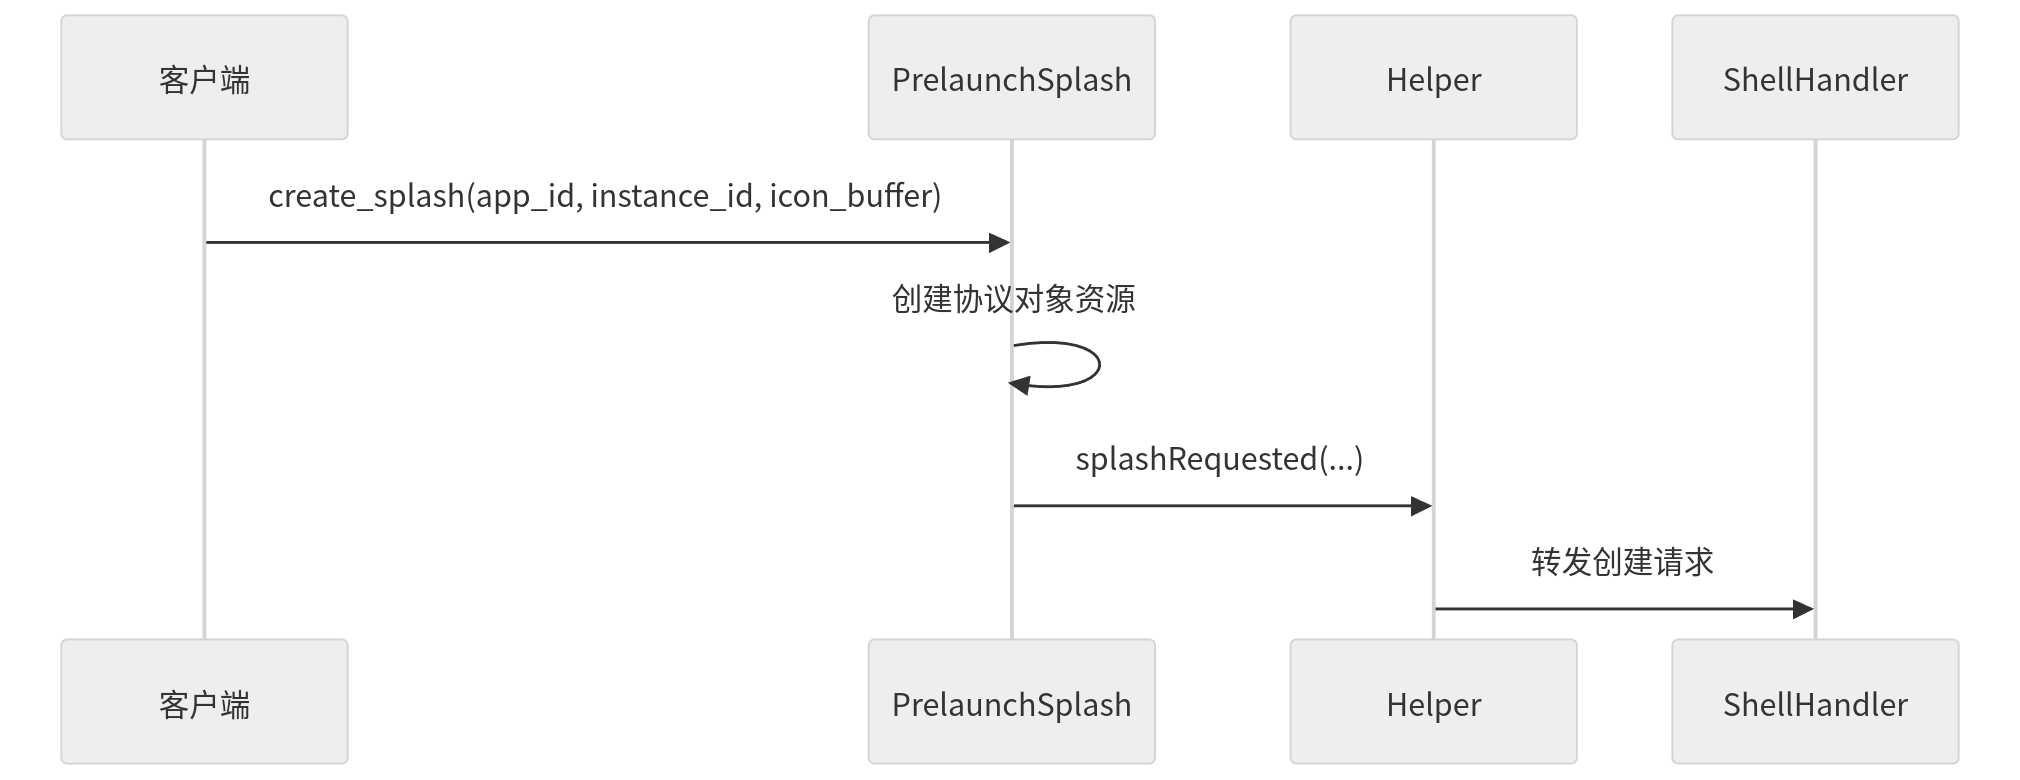 客户端
PrelaunchSplash
Helper
ShellHandler
create_splash(app_id, instance_id, icon_buffer)
创建协议对象资源
splashRequested(...)
转发创建请求
客户端
PrelaunchSplash
Helper
ShellHandler